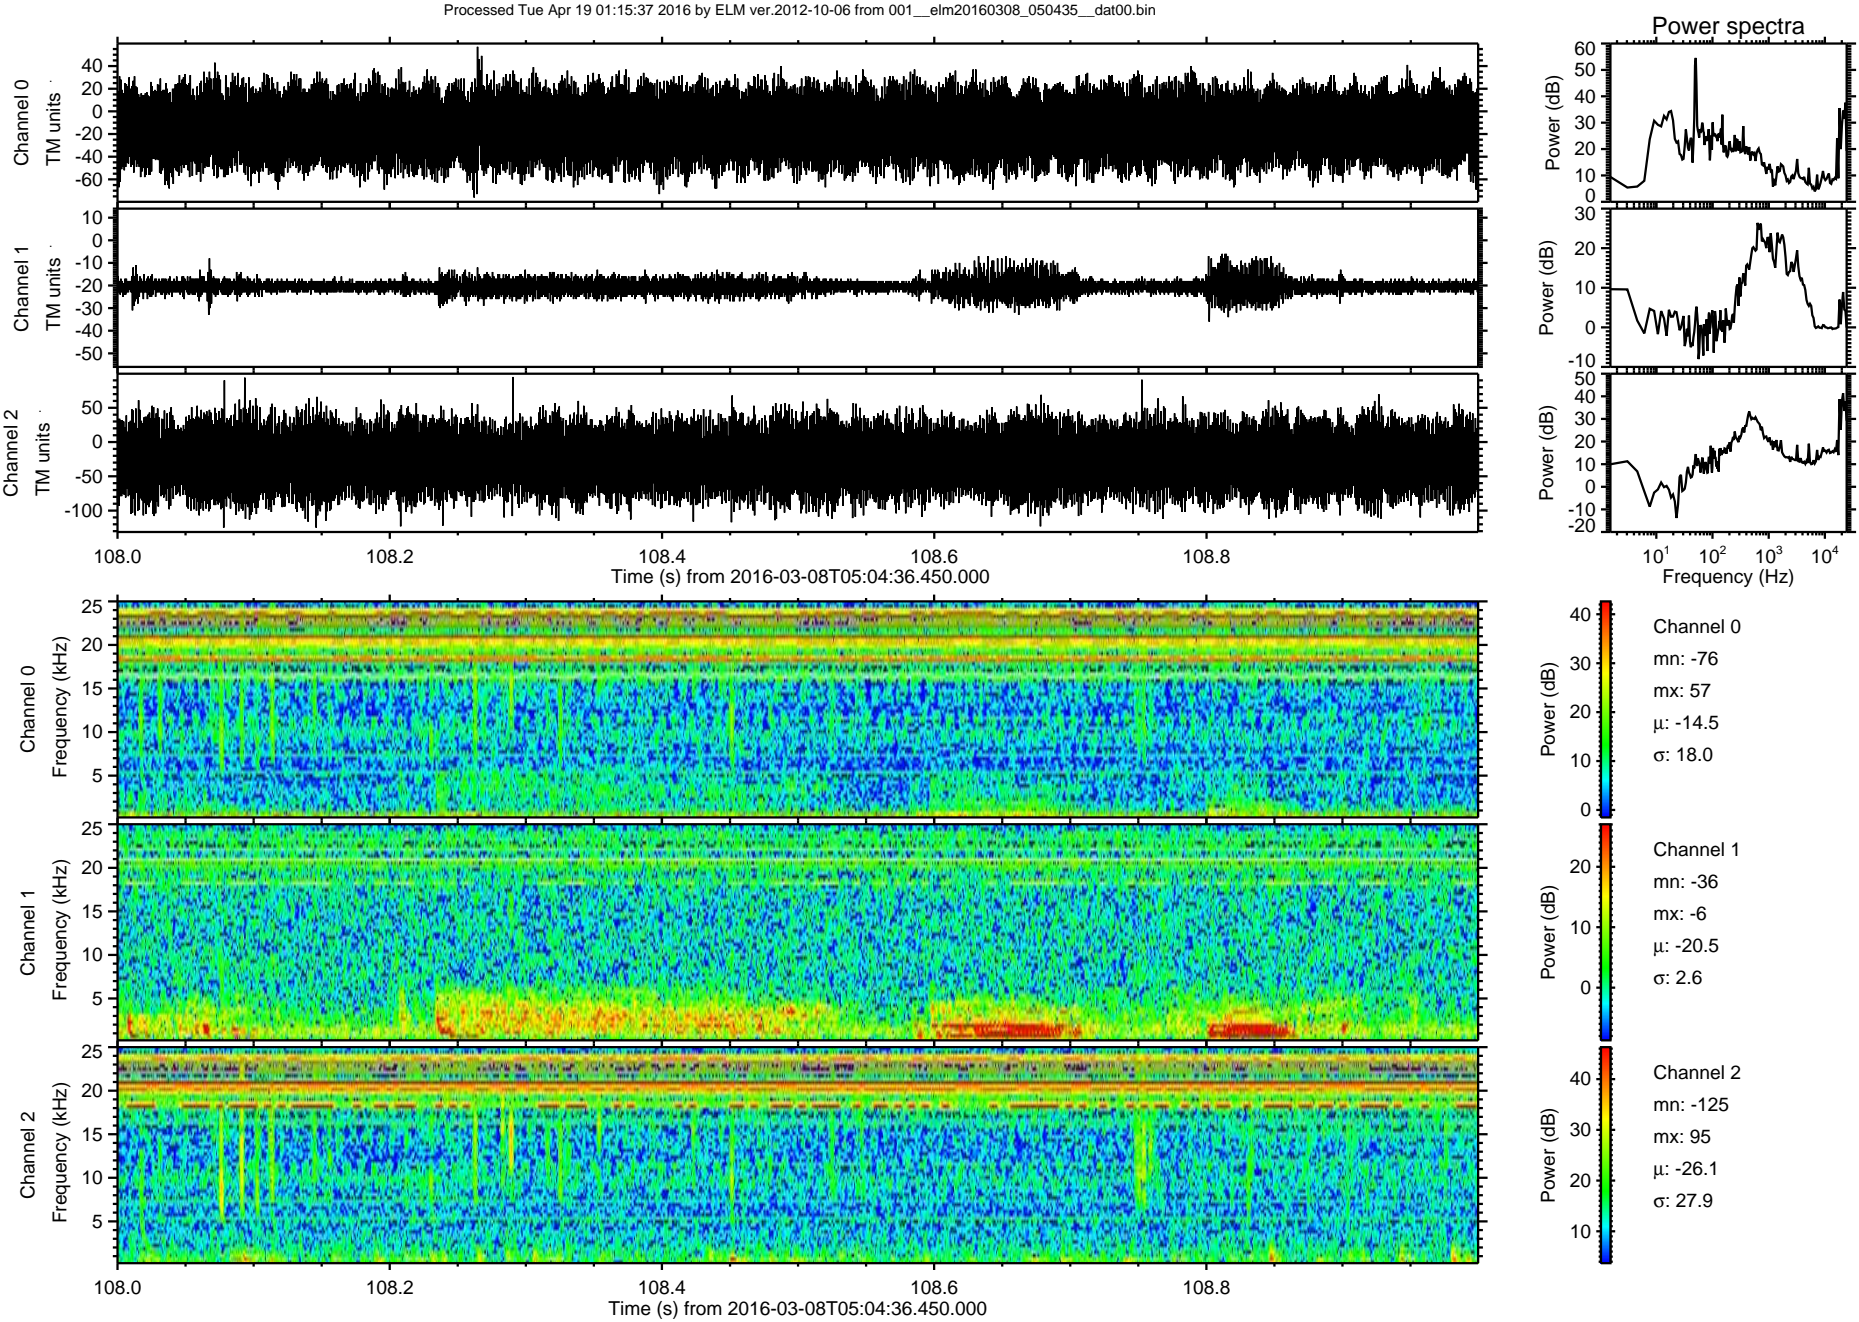 Processed Tue Apr 19 01:15:37 2016 by ELM ver.2012-10-06 from 001__elm20160308_050435__dat00.bin
Power spectra
Channel 0
TM units
40
20
0
-20
-40
-60
Power (dB)
60
50
40
30
20
10
0
Channel 1
TM units
10
0
-10
-20
-30
-40
-50
Power (dB)
30
20
10
0
-10
Channel 2
TM units
50
0
-50
-100
Power (dB)
50
40
30
20
10
0
-10
-20
108.0 108.2 108.4 108.6 108.8
Time (s) from 2016-03-08T05:04:36.450.000
10¹ 10² 10³ 10⁴
Frequency (Hz)
Channel 0
Frequency (kHz)
25
20
15
10
5
Power (dB)
40
30
20
10
0
Channel 0
mn: -76
mx: 57
μ: -14.5
σ: 18.0
Channel 1
Frequency (kHz)
25
20
15
10
5
Power (dB)
20
10
0
Channel 1
mn: -36
mx: -6
μ: -20.5
σ: 2.6
Channel 2
Frequency (kHz)
25
20
15
10
5
Power (dB)
40
30
20
10
Channel 2
mn: -125
mx: 95
μ: -26.1
σ: 27.9
108.0 108.2 108.4 108.6 108.8
Time (s) from 2016-03-08T05:04:36.450.000